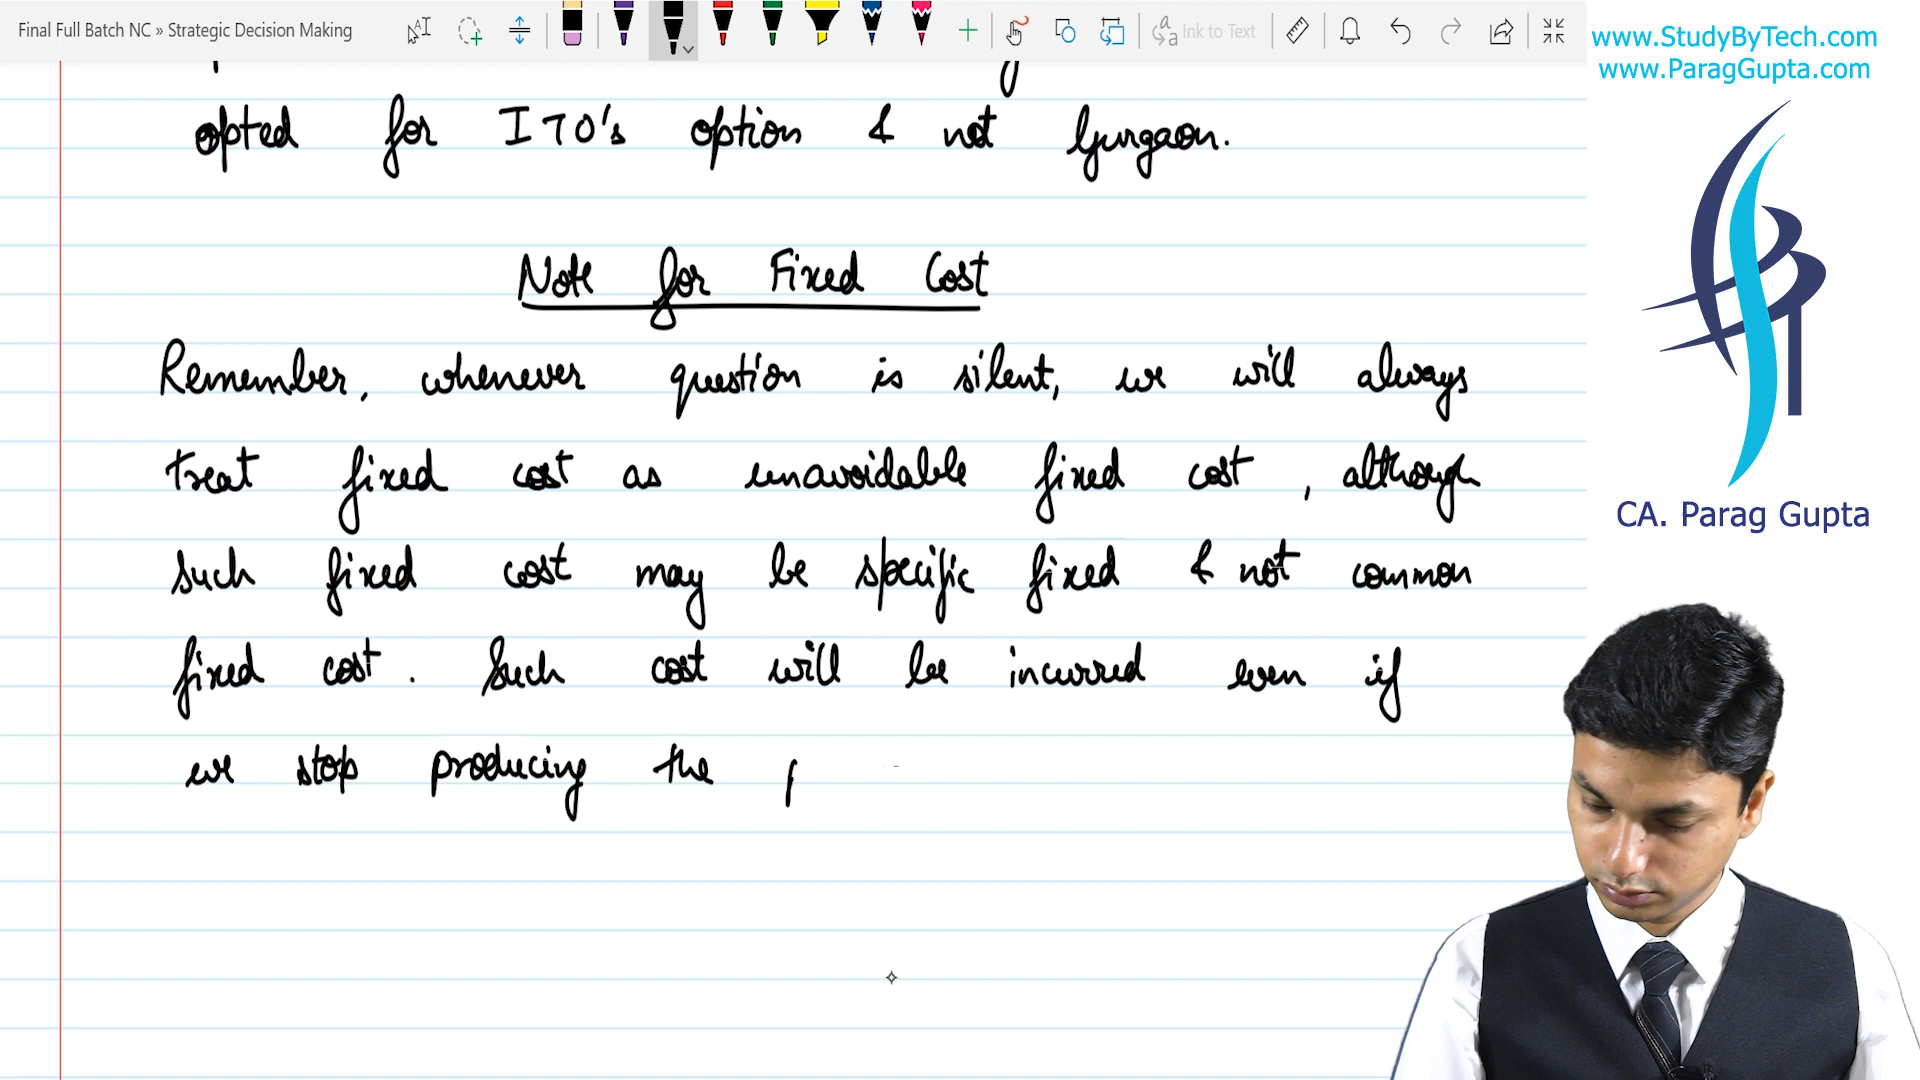 Final Full Batch NC » Strategic Decision Making
Ink to Text
www.StudyByTech.com
www.ParagGupta.com
opted for ITO's option & not Gurgaon.
Note for Fixed Cost
Remember, whenever question is silent, we will always
treat fixed cost as unavoidable fixed cost, although
such fixed cost may be specific fixed & not common
fixed cost. Such cost will be incurred even if
we stop producing the p
CA. Parag Gupta